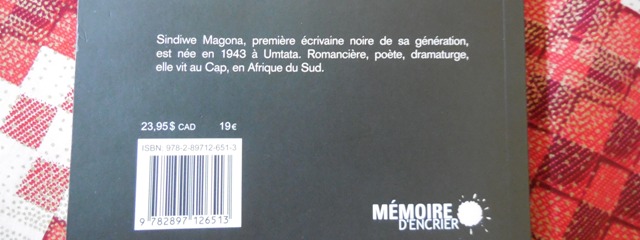 Sindiwe Magona, première écrivaine noire de sa génération,
est née en 1943 à Umtata. Romancière, poète, dramaturge,
elle vit au Cap, en Afrique du Sud.
23,95 $ CAD 19 €
ISBN 978-2-89712-651-3
9 782897 126513
MÉMOIRE
D'ENCRIER